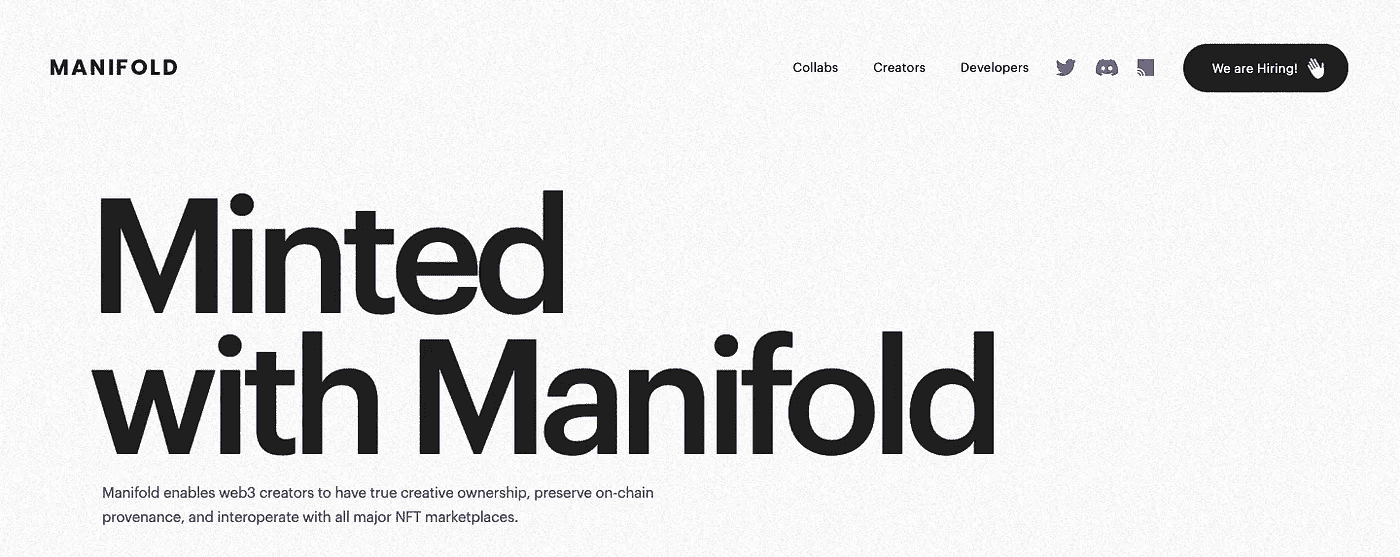 MANIFOLD
Collabs Creators Developers We are Hiring!
Minted
with Manifold
Manifold enables web3 creators to have true creative ownership, preserve on-chain
provenance, and interoperate with all major NFT marketplaces.